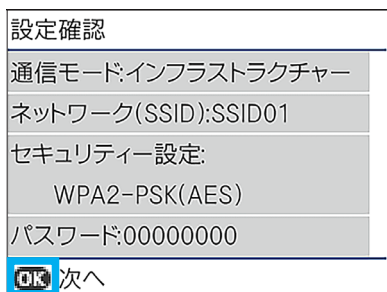 設定確認
通信モード:インフラストラクチャー
ネットワーク(SSID):SSID01
セキュリティー設定:
WPA2-PSK(AES)
パスワード:00000000
OK 次へ